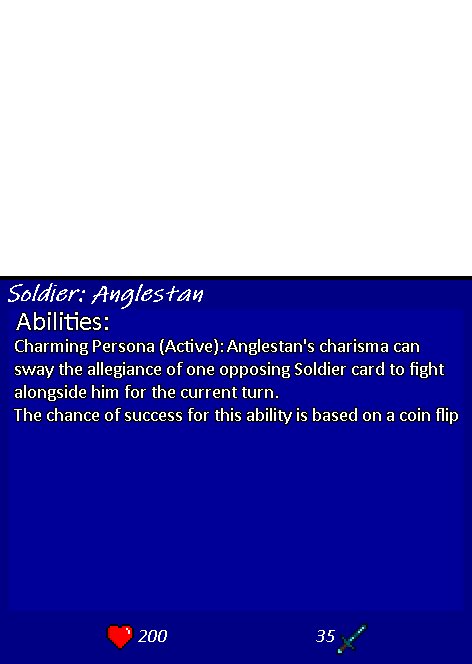 Soldier: Anglestan
Abilities:
Charming Persona (Active): Anglestan's charisma can
sway the allegiance of one opposing Soldier card to fight
alongside him for the current turn.
The chance of success for this ability is based on a coin flip
200
35